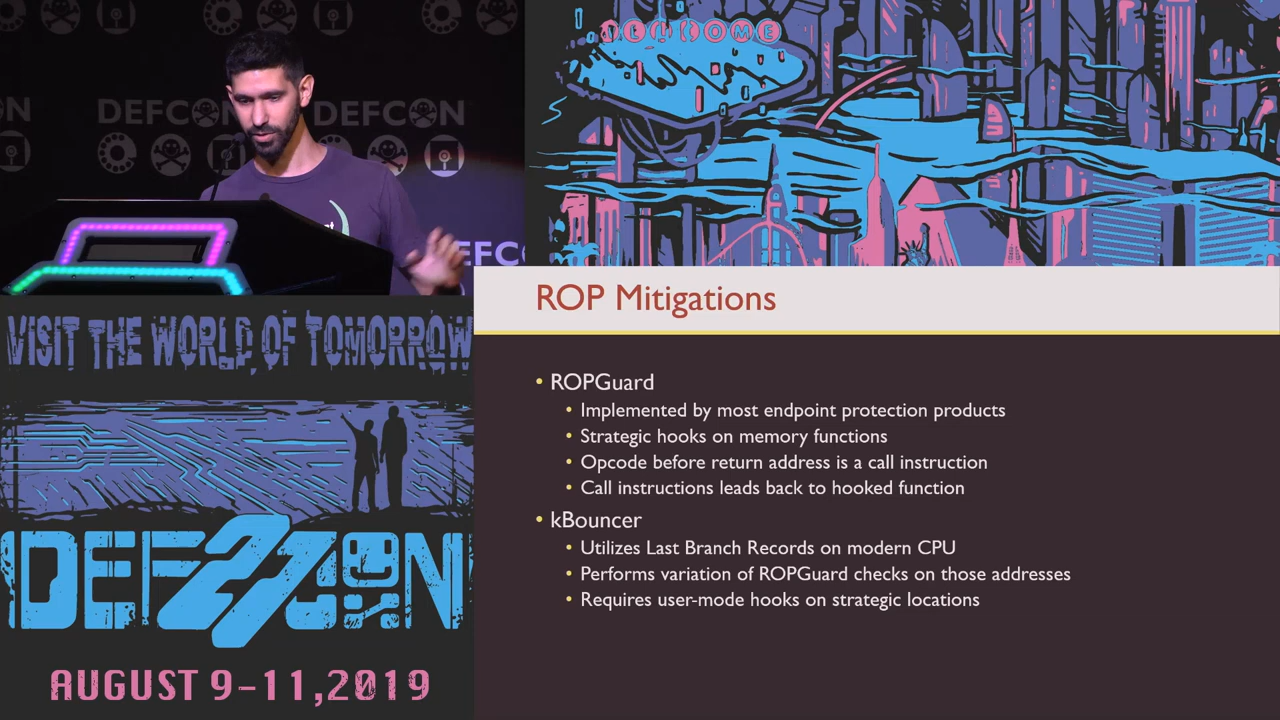 DEFCON
DEFCON
WELCOME
VISIT THE WORLD OF TOMORROW
DEFCON
27
AUGUST 9-11,2019
ROP Mitigations
• ROPGuard
• Implemented by most endpoint protection products
• Strategic hooks on memory functions
• Opcode before return address is a call instruction
• Call instructions leads back to hooked function
• kBouncer
• Utilizes Last Branch Records on modern CPU
• Performs variation of ROPGuard checks on those addresses
• Requires user-mode hooks on strategic locations